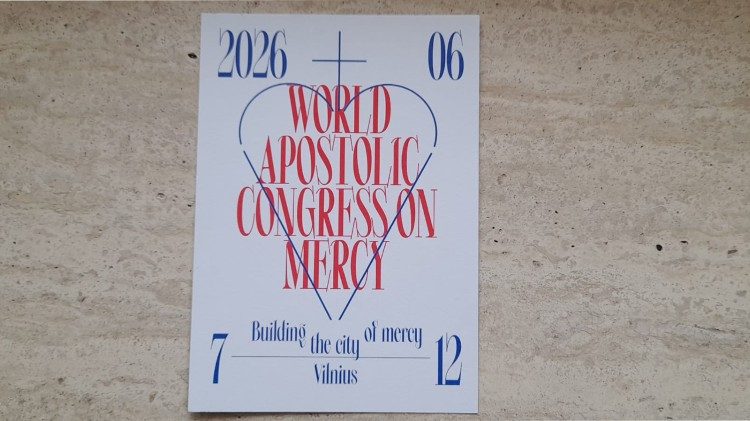 2026 06
WORLD
APOSTOLIC
CONGRESS ON
MERCY
Building the city of mercy
7 12
Vilnius